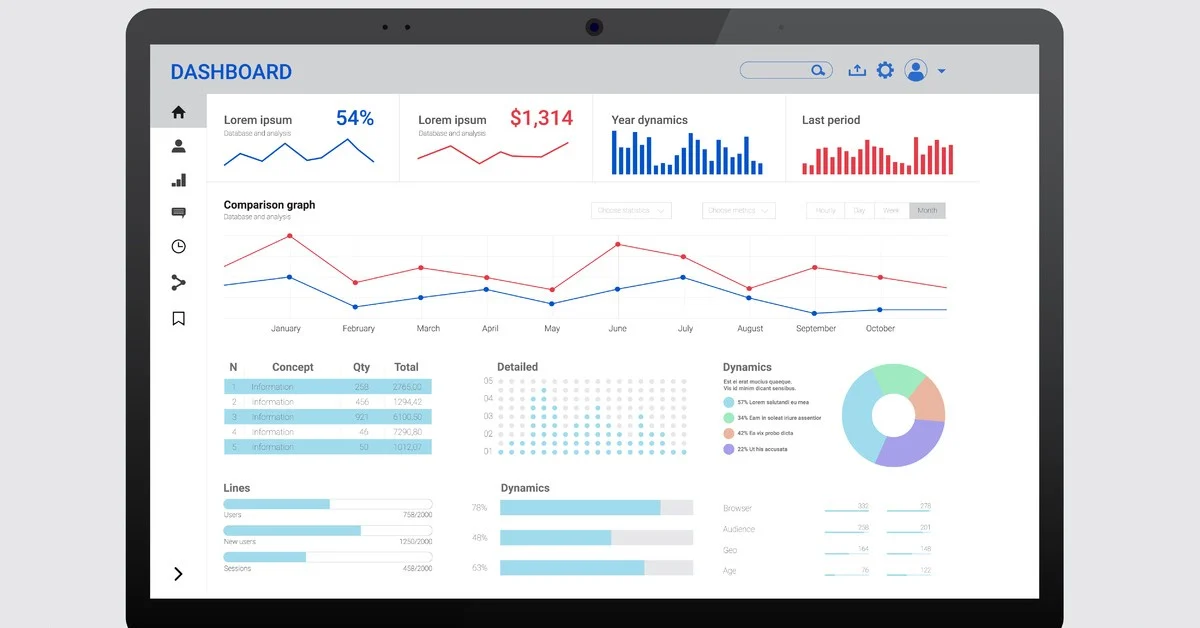 DASHBOARD
Lorem ipsum 54%
Database and analysis
Lorem ipsum $1,314
Database and analysis
Year dynamics
Last period
Comparison graph
Database and analysis
Choose statistics
Choose metrics
Hourly Day Week Month
January February March April May June July August September October
N Concept Qty Total
1 Information 258 2765,00
2 Information 456 1294,42
3 Information 921 6100,50
4 Information 46 7290,80
5 Information 50 1012,07
Detailed
05
04
03
02
01
Dynamics
Est ei erat mucius quaeque.
Vis id minim dicant sensibus.
57% Lorem salutandi eu mea
34% Eam in soleat iriure assentior
42% Ea vix probo dicta
22% Ut his accusata
Lines
Users 758/2000
New users 1250/2000
Sessions 458/2000
Dynamics
78%
48%
63%
Browser 332 278
Audience 258 201
Geo 164 148
Age 76 122